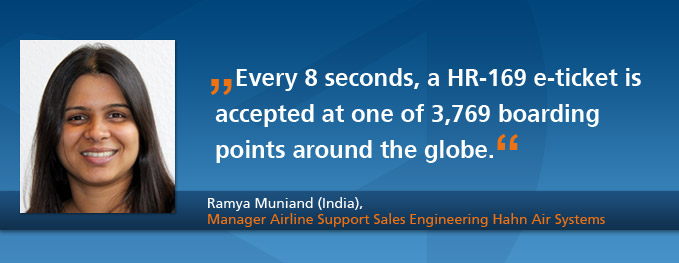 „Every 8 seconds, a HR-169 e-ticket is
accepted at one of 3,769 boarding
points around the globe.“
Ramya Muniand (India),
Manager Airline Support Sales Engineering Hahn Air Systems